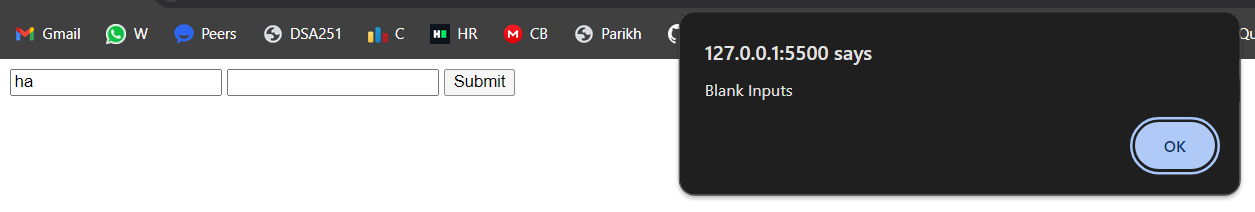 Gmail W Peers DSA251 C HR CB Parikh Qu
127.0.0.1:5500 says
Blank Inputs
OK
ha Submit